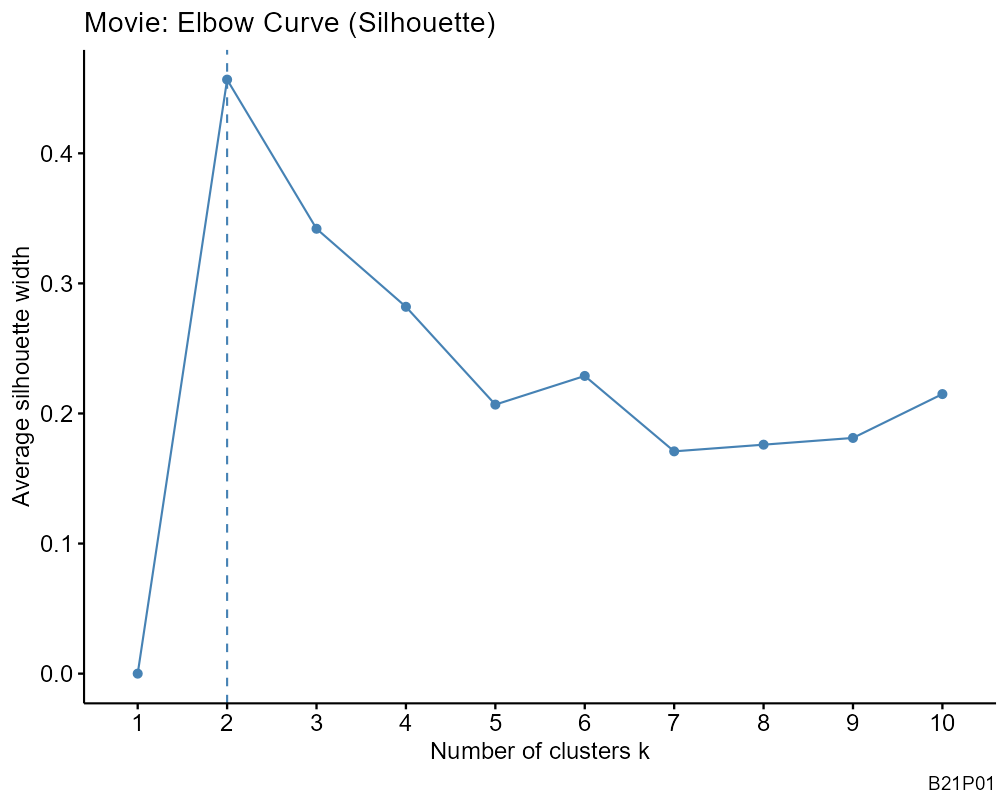 Movie: Elbow Curve (Silhouette)
Average silhouette width
0.4
0.3
0.2
0.1
0.0
1 2 3 4 5 6 7 8 9 10
Number of clusters k
B21P01